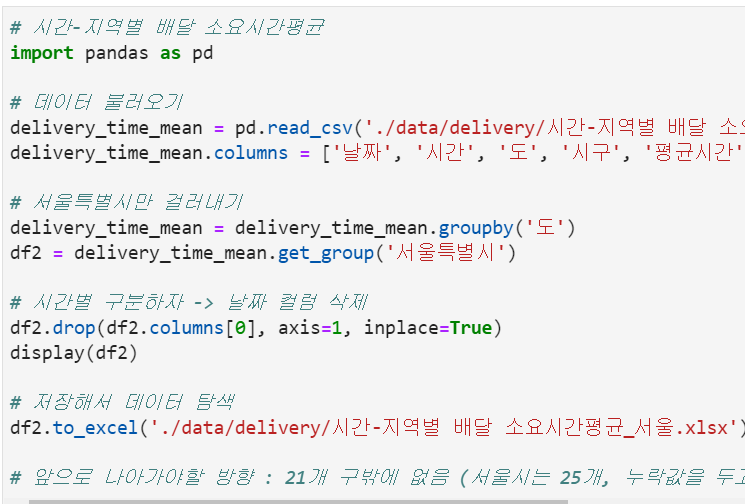 # 시간-지역별 배달 소요시간평균
import pandas as pd
# 데이터 불러오기
delivery_time_mean = pd.read_csv('./data/delivery/시간-지역별 배달
delivery_time_mean.columns = ['날짜', '시간', '도', '시구', '평균시간'
# 서울특별시만 걸러내기
delivery_time_mean = delivery_time_mean.groupby('도')
df2 = delivery_time_mean.get_group('서울특별시')
# 시간별 구분하자 -> 날짜 컬럼 삭제
df2.drop(df2.columns[0], axis=1, inplace=True)
display(df2)
# 저장해서 데이터 탐색
df2.to_excel('./data/delivery/시간-지역별 배달 소요시간평균_서울.xlsx')
# 앞으로 나아가야할 방향 : 21개 구밖에 없음 (서울시는 25개, 누락값을